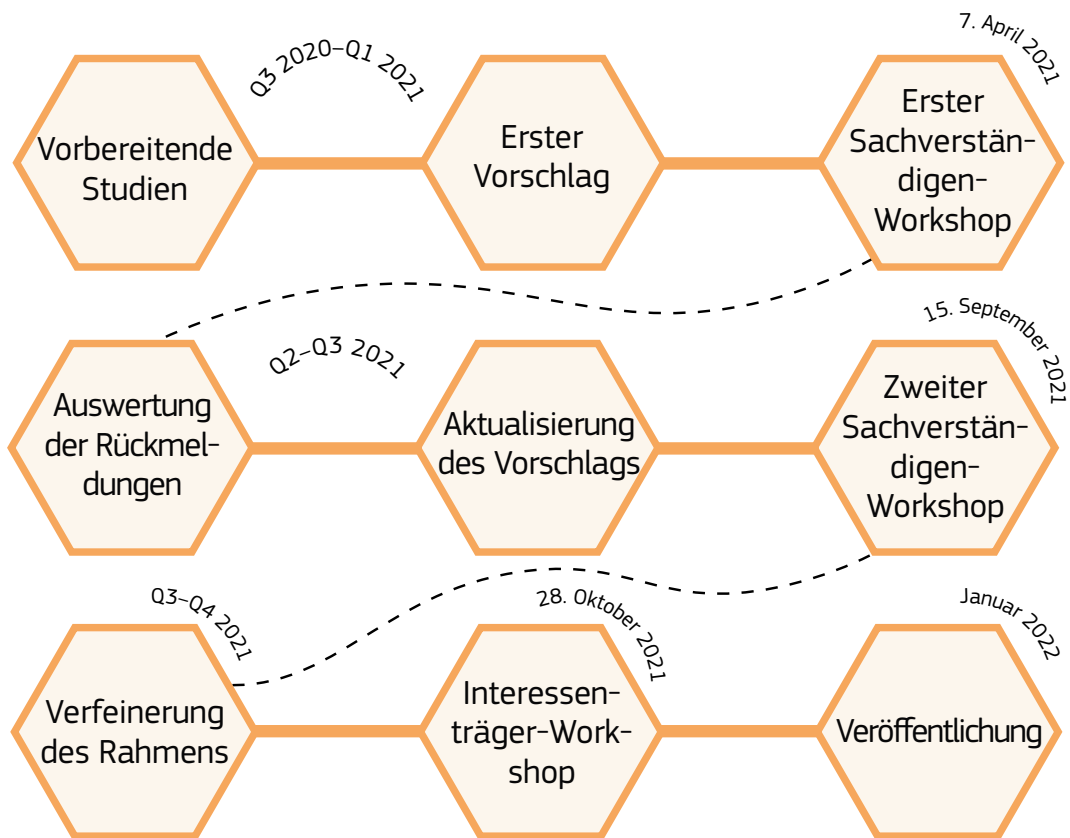 Q3 2020–Q1 2021
7. April 2021
Vorbereitende
Studien
Erster
Vorschlag
Erster
Sachverstän-
digen-
Workshop
Q2–Q3 2021
15. September 2021
Auswertung
der Rückmel-
dungen
Aktualisierung
des Vorschlags
Zweiter
Sachverstän-
digen-
Workshop
Q3–Q4 2021
28. Oktober 2021
Januar 2022
Verfeinerung
des Rahmens
Interessen-
träger-Work-
shop
Veröffentlichung